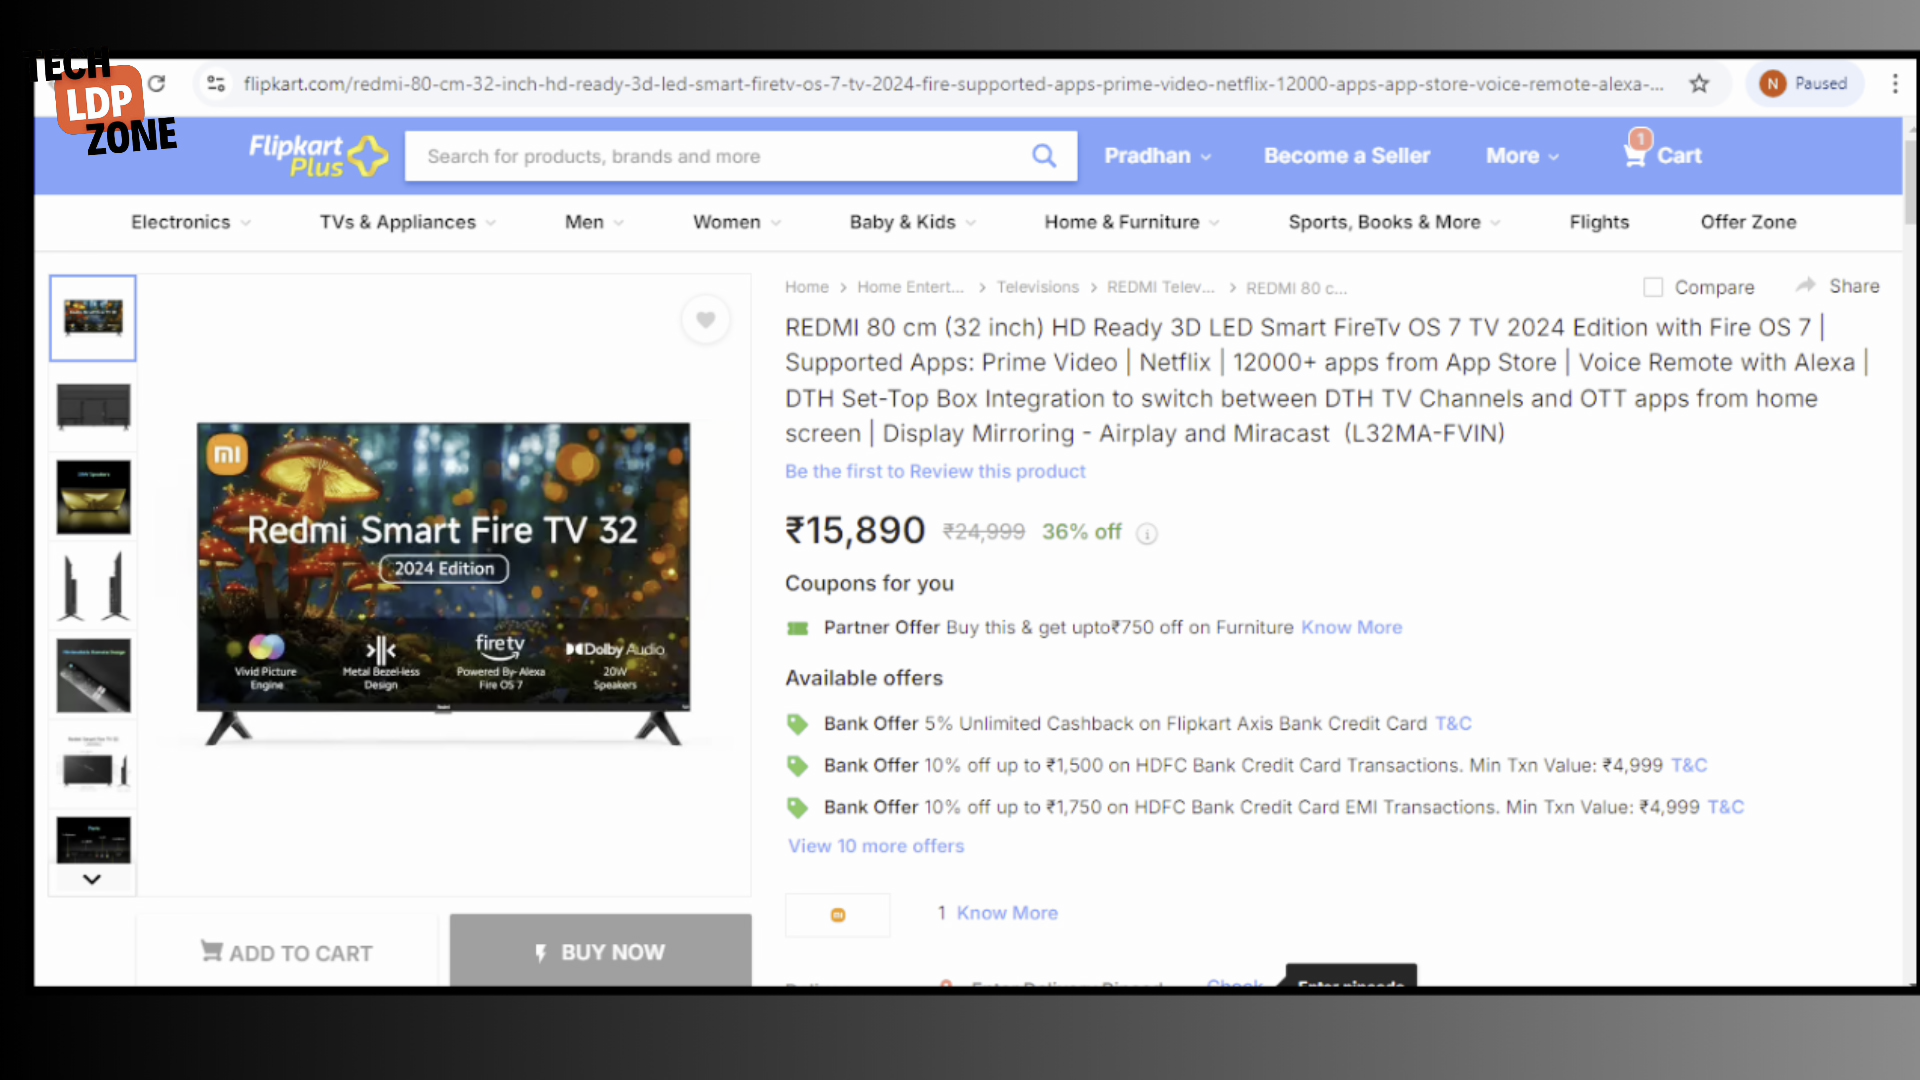 TECH
LDP
ZONE
flipkart.com/redmi-80-cm-32-inch-hd-ready-3d-led-smart-firetv-os-7-tv-2024-fire-supported-apps-prime-video-netflix-12000-apps-app-store-voice-remote-alexa-...
N Paused
Flipkart
Plus
Search for products, brands and more
Pradhan
Become a Seller
More
1
Cart
Electronics
TVs & Appliances
Men
Women
Baby & Kids
Home & Furniture
Sports, Books & More
Flights
Offer Zone
Home > Home Entert... > Televisions > REDMI Telev... > REDMI 80 c...
Compare
Share
REDMI 80 cm (32 inch) HD Ready 3D LED Smart FireTv OS 7 TV 2024 Edition with Fire OS 7 |
Supported Apps: Prime Video | Netflix | 12000+ apps from App Store | Voice Remote with Alexa |
DTH Set-Top Box Integration to switch between DTH TV Channels and OTT apps from home
screen | Display Mirroring - Airplay and Miracast (L32MA-FVIN)
Be the first to Review this product
₹15,890 ₹24,999 36% off
Coupons for you
Partner Offer Buy this & get upto₹750 off on Furniture Know More
Available offers
Bank Offer 5% Unlimited Cashback on Flipkart Axis Bank Credit Card T&C
Bank Offer 10% off up to ₹1,500 on HDFC Bank Credit Card Transactions. Min Txn Value: ₹4,999 T&C
Bank Offer 10% off up to ₹1,750 on HDFC Bank Credit Card EMI Transactions. Min Txn Value: ₹4,999 T&C
View 10 more offers
1 Know More
Enter Delivery Pincode
Check
Enter pincode
mi
Redmi Smart Fire TV 32
2024 Edition
Vivid Picture
Engine
Metal Bezel-less
Design
fire tv
Powered By-Alexa
Fire OS 7
Dolby Audio
20W
Speakers
ADD TO CART
BUY NOW